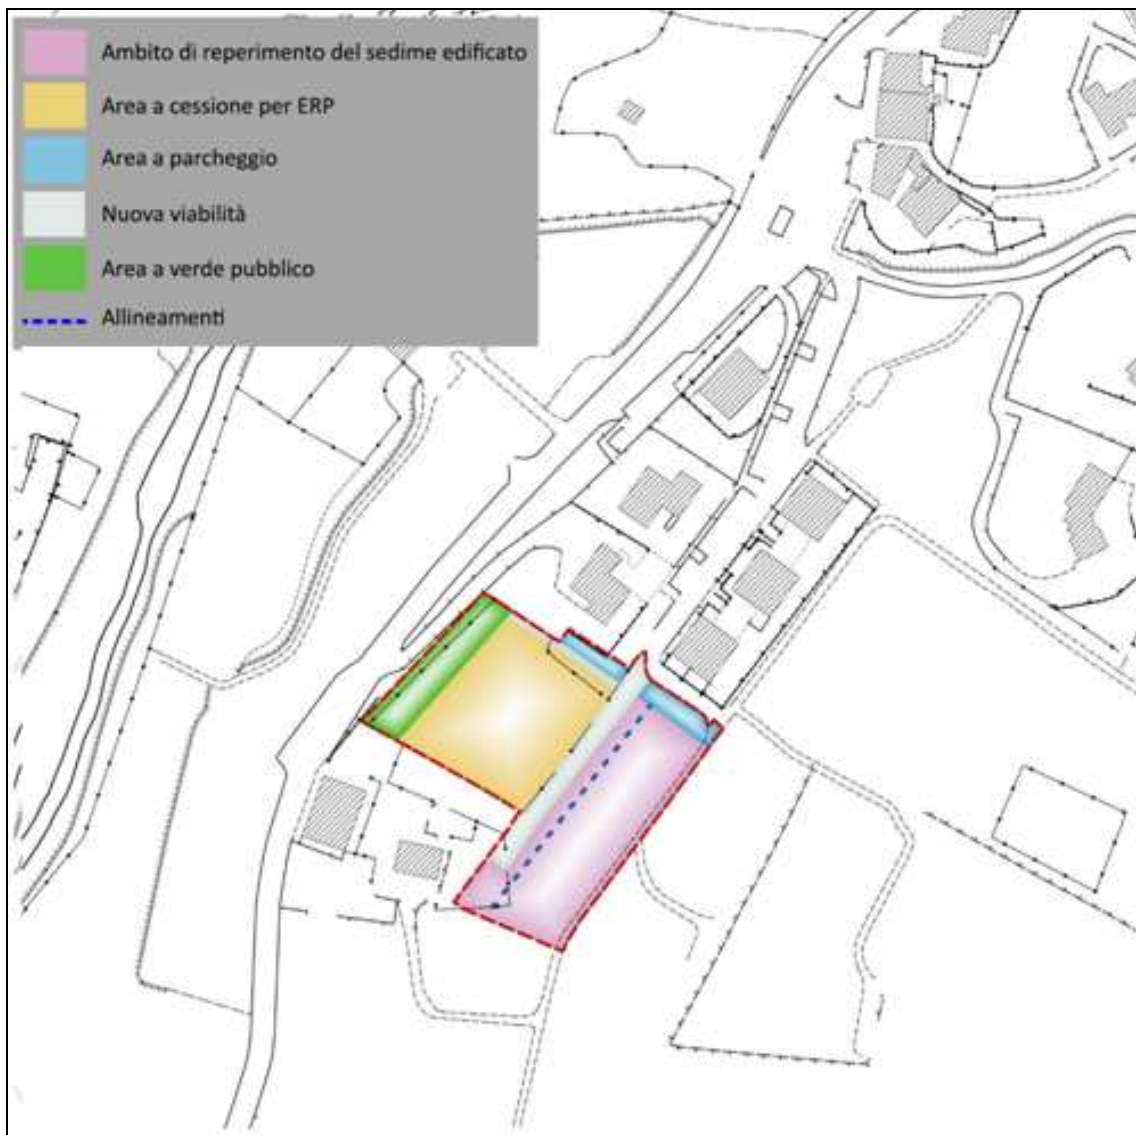 Ambito di reperimento del sedime edificato
Area a cessione per ERP
Area a parcheggio
Nuova viabilità
Area a verde pubblico
Allineamenti